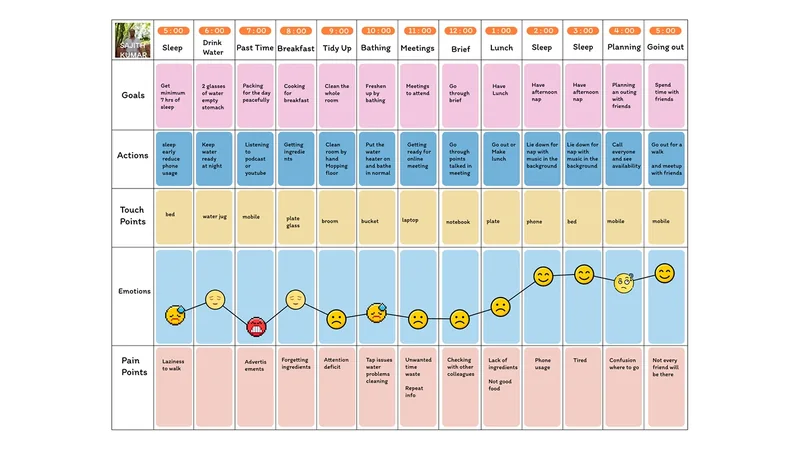 SAJITH
KUMAR
5:00
6:00
7:00
8:00
9:00
10:00
11:00
12:00
1:00
2:00
3:00
4:00
5:00
Sleep
Drink
Water
Past Time
Breakfast
Tidy Up
Bathing
Meetings
Brief
Lunch
Sleep
Sleep
Planning
Going out
Goals
Get
minimum
7 hrs of
sleep
2 glasses
of water
empty
stomach
Packing
for the day
peacefully
Cooking
for
breakfast
Clean the
whole
room
Freshen
up by
bathing
Meetings
to attend
Go
through
brief
Have
Lunch
Have
afternoon
nap
Have
afternoon
nap
Planning
an outing
with
friends
Spend
time with
friends
Actions
sleep
early
reduce
phone
usage
Keep
water
ready
at night
Listening
to
podcast
or
youtube
Getting
ingredie
nts
Clean
room by
hand
Mopping
floor
Put the
water
heater on
and bathe
in normal
Getting
ready for
online
meeting
Go
through
points
talked in
meeting
Go out or
Make
lunch
Lie down for
nap with
music in the
background
Lie down for
nap with
music in the
background
Call
everyone
and see
availability
Go out for a
walk
and meetup
with friends
Touch
Points
bed
water jug
mobile
plate
glass
broom
bucket
laptop
notebook
plate
phone
bed
mobile
mobile
Emotions
Pain
Points
Laziness
to walk
Advertis
ements
Forgetting
ingredients
Attention
deficit
Tap issues
water
problems
cleaning
Unwanted
time
waste
Repeat
info
Checking
with other
colleagues
Lack of
ingredients
Not good
food
Phone
usage
Tired
Confusion
where to go
Not every
friend will
be there